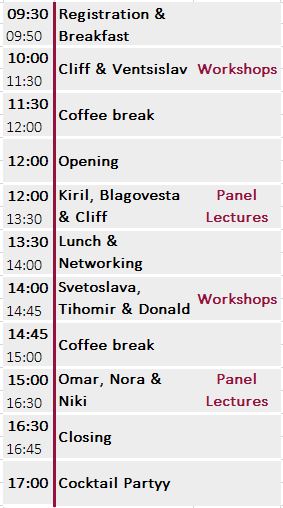 09:30 Registration &
09:50 Breakfast
10:00
11:30
Cliff & Ventsislav Workshops
11:30
12:00
Coffee break
12:00 Opening
12:00 Kiril, Blagovesta Panel
13:30 & Cliff Lectures
13:30 Lunch &
14:00 Networking
14:00 Svetoslava,
14:45 Tihomir & Donald
Workshops
14:45
15:00
Coffee break
15:00 Omar, Nora & Panel
16:30 Niki Lectures
16:30
16:45
Closing
17:00 Cocktail Partyy